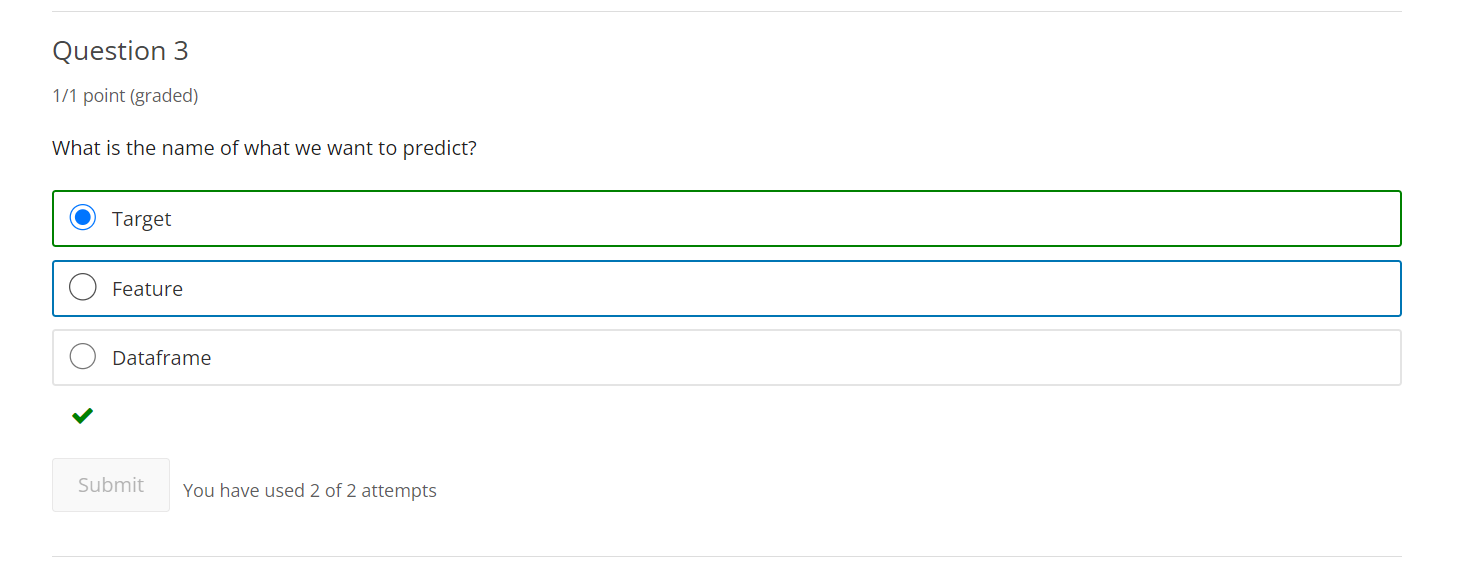 Question 3
1/1 point (graded)
What is the name of what we want to predict?
Target
Feature
Dataframe
Submit
You have used 2 of 2 attempts